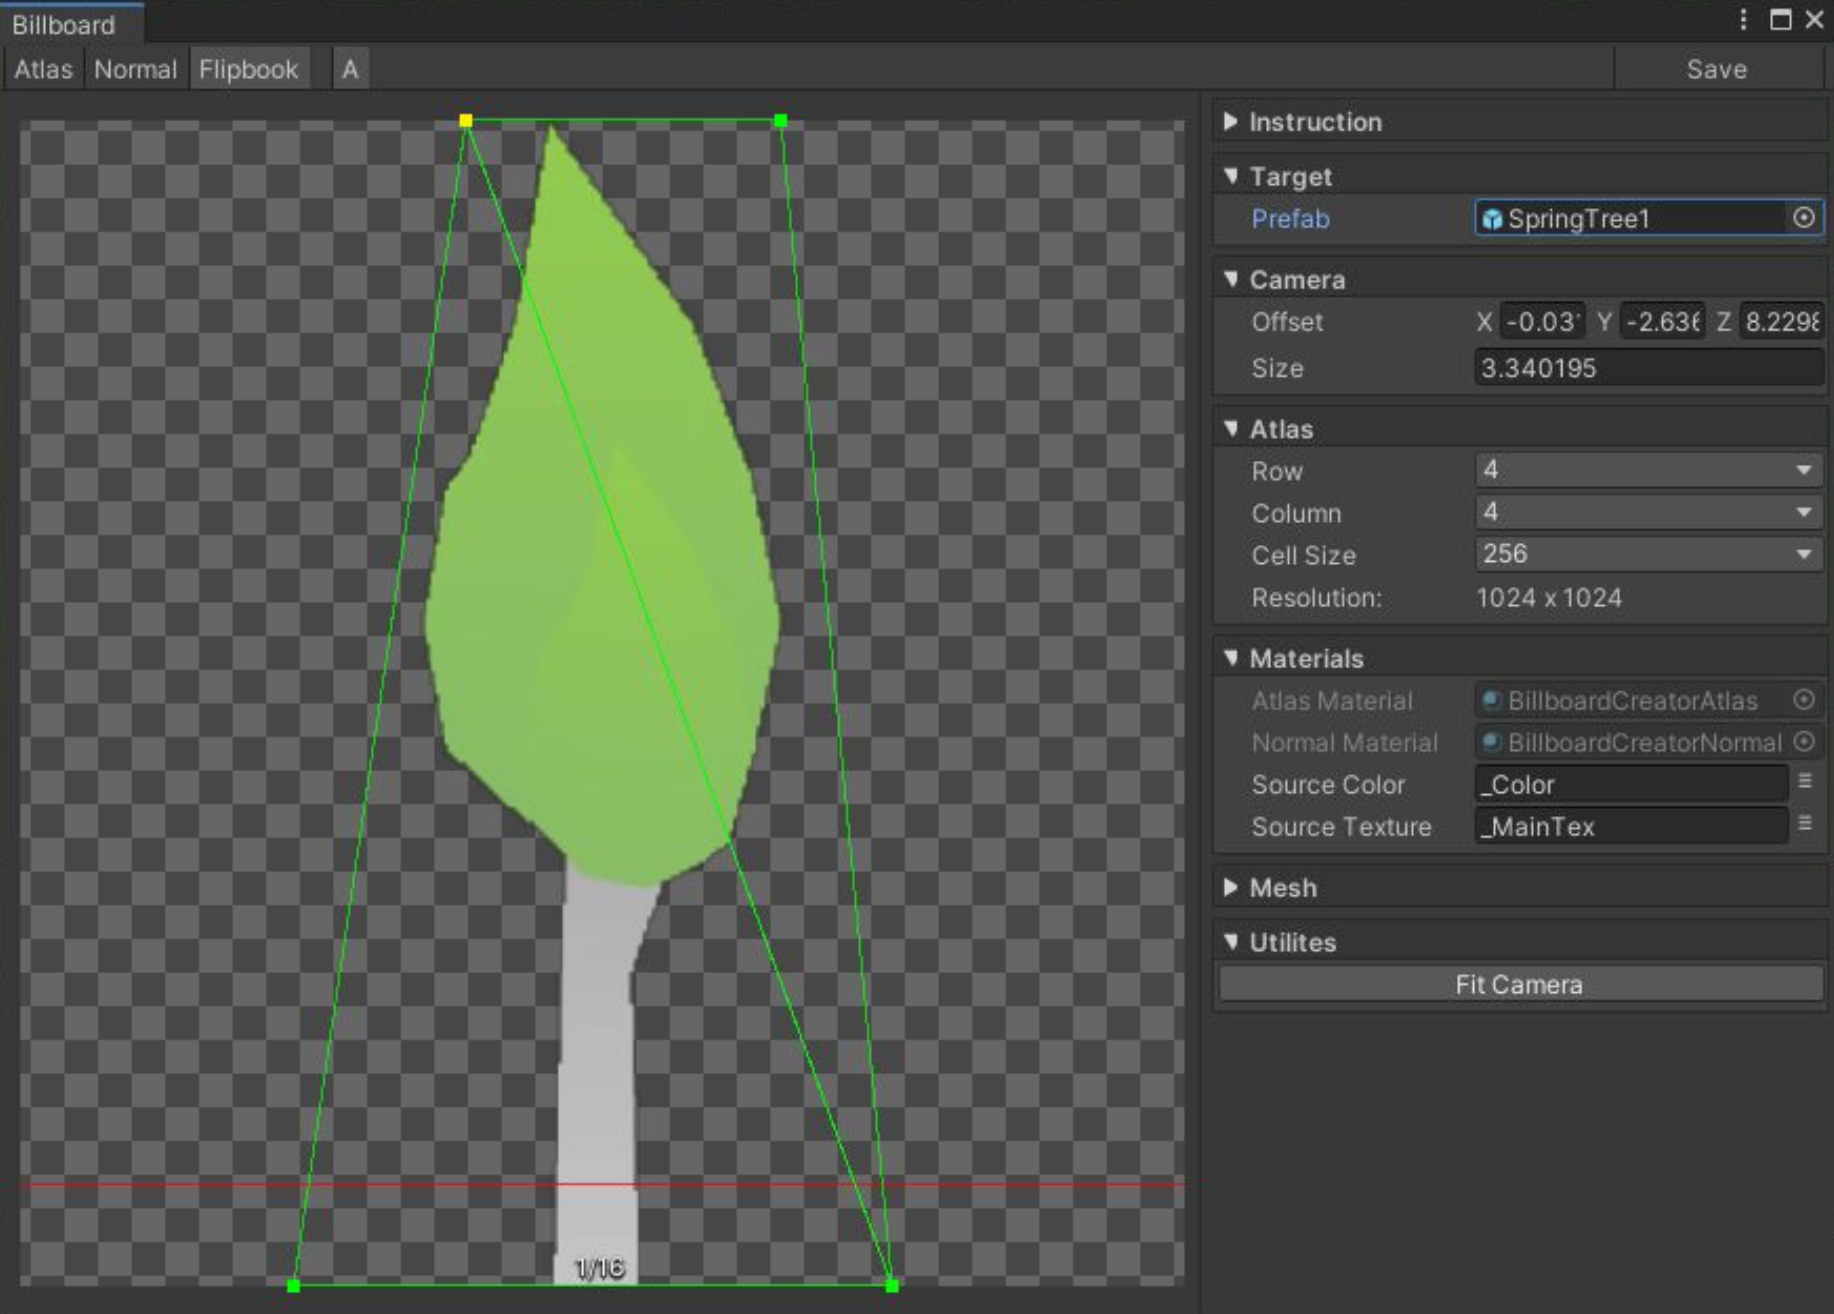 Billboard
Atlas Normal Flipbook A Save
Instruction
Target
Prefab SpringTree1
Camera
Offset X -0.03 Y -2.636 Z 8.2298
Size 3.340195
Atlas
Row 4
Column 4
Cell Size 256
Resolution: 1024 x 1024
Materials
Atlas Material BillboardCreatorAtlas
Normal Material BillboardCreatorNormal
Source Color _Color
Source Texture _MainTex
Mesh
Utilites
Fit Camera
1/16